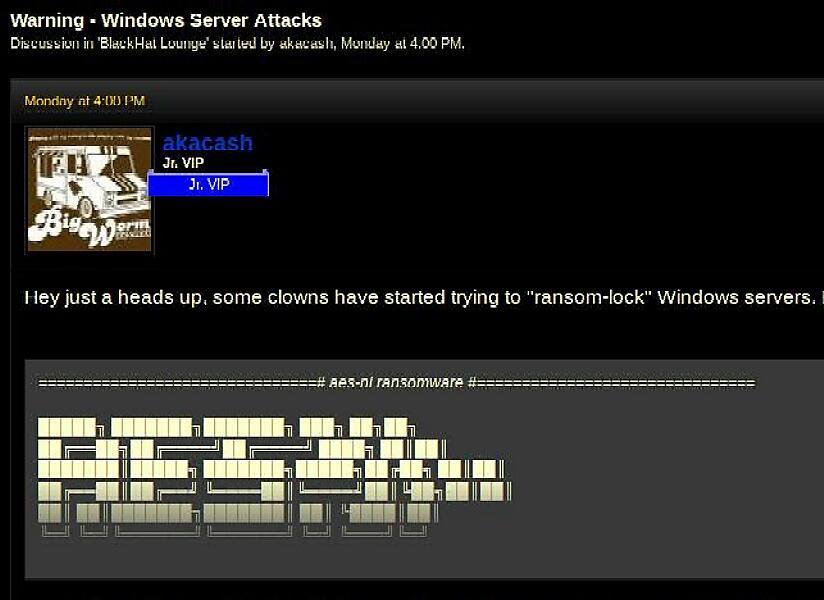 Warning - Windows Server Attacks
Discussion in 'BlackHat Lounge' started by akacash, Monday at 4:00 PM.
Monday at 4:00 PM
akacash
Jr. VIP
Jr. VIP
Big Worm
Hey just a heads up, some clowns have started trying to "ransom-lock" Windows servers.
===============================# aes-ni ransomware #===============================